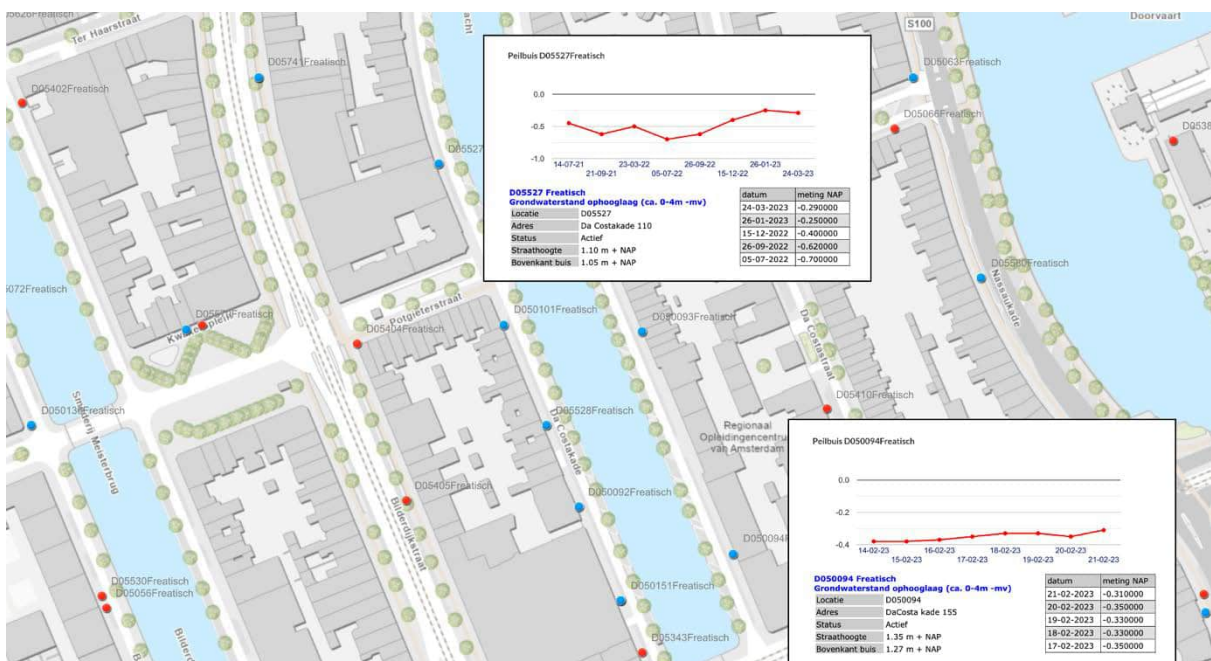 05626Freatisch
Ter Haarstraat
D05402Freatisch
D05741Freatisch
acht
S100
Doorvaart
D05063Freatisch
D05066Freatisch
D0538
D05527
Peilbuis D05527Freatisch
0.0
-0.5
-1.0
14-07-21
23-03-22
26-09-22
26-01-23
21-09-21
05-07-22
15-12-22
24-03-23
D05527 Freatisch
Grondwaterstand ophooglaag (ca. 0-4m -mv)
Locatie D05527
Adres Da Costakade 110
Status Actief
Straathoogte 1.10 m + NAP
Bovenkant buis 1.05 m + NAP
datum meting NAP
24-03-2023 -0.290000
26-01-2023 -0.250000
15-12-2022 -0.400000
26-09-2022 -0.620000
05-07-2022 -0.700000
5072Freatisch
Nassaukade
Potgieterstraat
D05404Freatisch
D050101Freatisch
D050093Freatisch
Da Costastraat
D05410Freatisch
Smederij Meisterbrug
D05528Freatisch
Da Costakade
Regionaal
Opleidingencentrum
van Amsterdam
D05405Freatisch
Bilderdijkstraat
D050092Freatisch
D050094F
D05530Freatisch
D05056Freatisch
D050151Freatisch
D05343Freatisch
Peilbuis D050094Freatisch
0.0
-0.2
-0.4
14-02-23
16-02-23
18-02-23
20-02-23
15-02-23
17-02-23
19-02-23
21-02-23
D050094 Freatisch
Grondwaterstand ophooglaag (ca. 0-4m -mv)
Locatie D050094
Adres DaCosta kade 155
Status Actief
Straathoogte 1.35 m + NAP
Bovenkant buis 1.27 m + NAP
datum meting NAP
21-02-2023 -0.310000
20-02-2023 -0.350000
19-02-2023 -0.330000
18-02-2023 -0.330000
17-02-2023 -0.350000